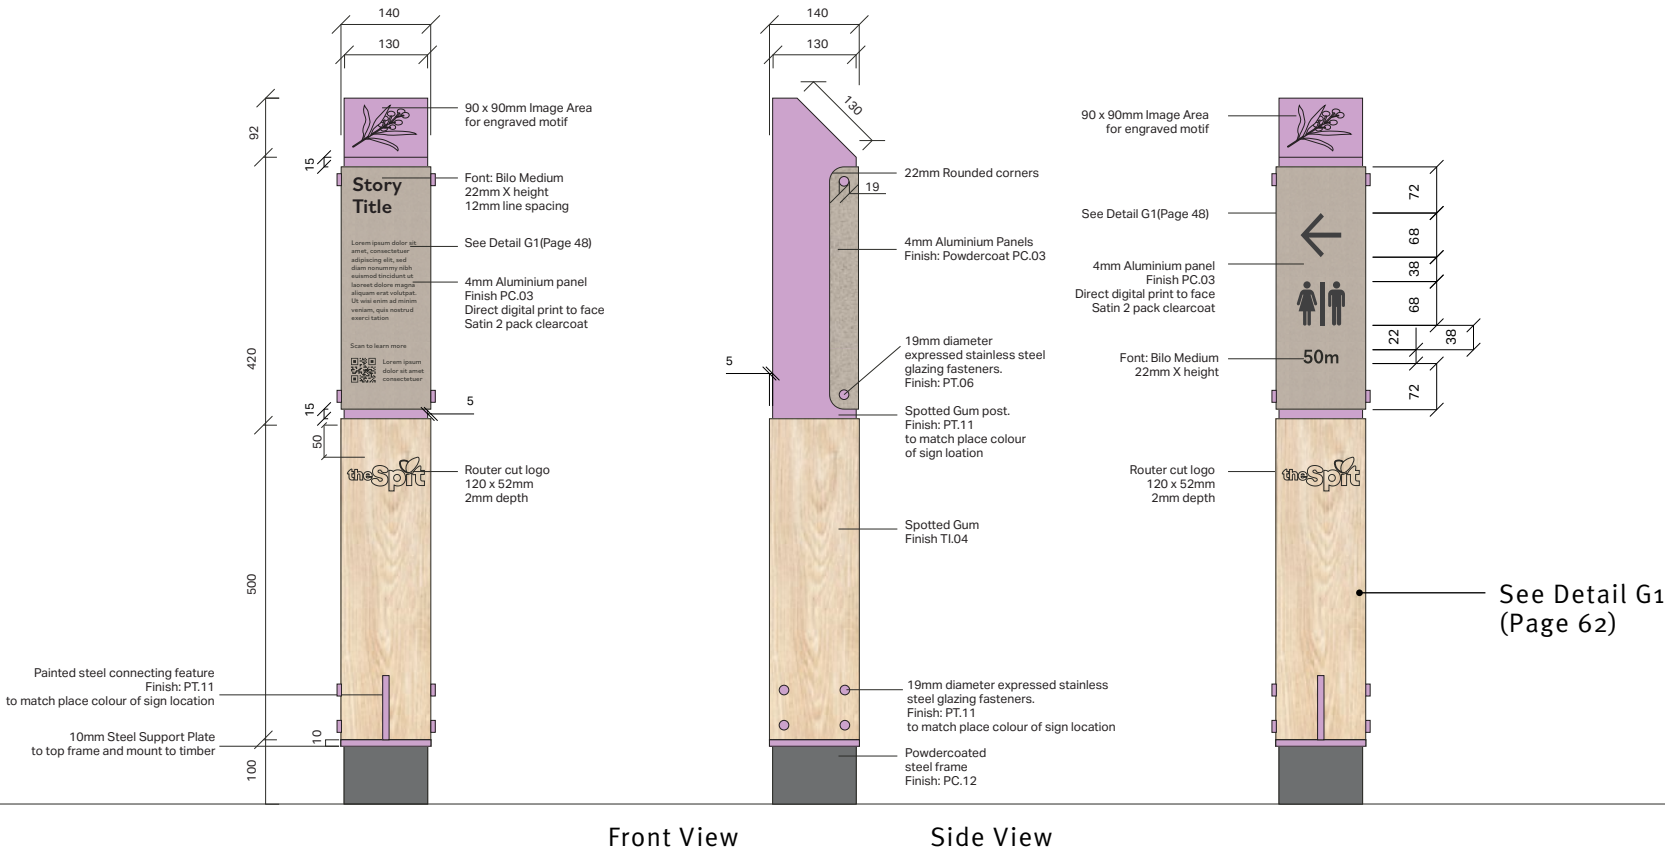 140
130
92
15
420
15
50
500
10
100
5
90 x 90mm Image Area
for engraved motif
Font: Bilo Medium
22mm X height
12mm line spacing
See Detail G1(Page 48)
4mm Aluminium panel
Finish PC.03
Direct digital print to face
Satin 2 pack clearcoat
Router cut logo
120 x 52mm
2mm depth
Painted steel connecting feature
Finish: PT.11
to match place colour of sign location
10mm Steel Support Plate
to top frame and mount to timber
Story
Title
Lorem ipsum dolor sit
amet, consectetuer
adipiscing elit, sed
diam nonummy nibh
euismod tincidunt ut
laoreet dolore magna
aliquam erat volutpat.
Ut wisi enim ad minim
veniam, quis nostrud
exerci tation
Scan to learn more
Lorem ipsum
dolor sit amet
consectetuer
theSpit
140
130
130
19
5
22mm Rounded corners
4mm Aluminium Panels
Finish: Powdercoat PC.03
19mm diameter
expressed stainless steel
glazing fasteners.
Finish: PT.06
Spotted Gum post.
Finish: PT.11
to match place colour
of sign loation
Spotted Gum
Finish TI.04
19mm diameter expressed stainless
steel glazing fasteners.
Finish: PT.11
to match place colour of sign location
Powdercoated
steel frame
Finish: PC.12
90 x 90mm Image Area
for engraved motif
See Detail G1(Page 48)
4mm Aluminium panel
Finish PC.03
Direct digital print to face
Satin 2 pack clearcoat
Font: Bilo Medium
22mm X height
Router cut logo
120 x 52mm
2mm depth
50m
theSpit
72
68
38
68
22
38
72
See Detail G1
(Page 62)
Front View
Side View